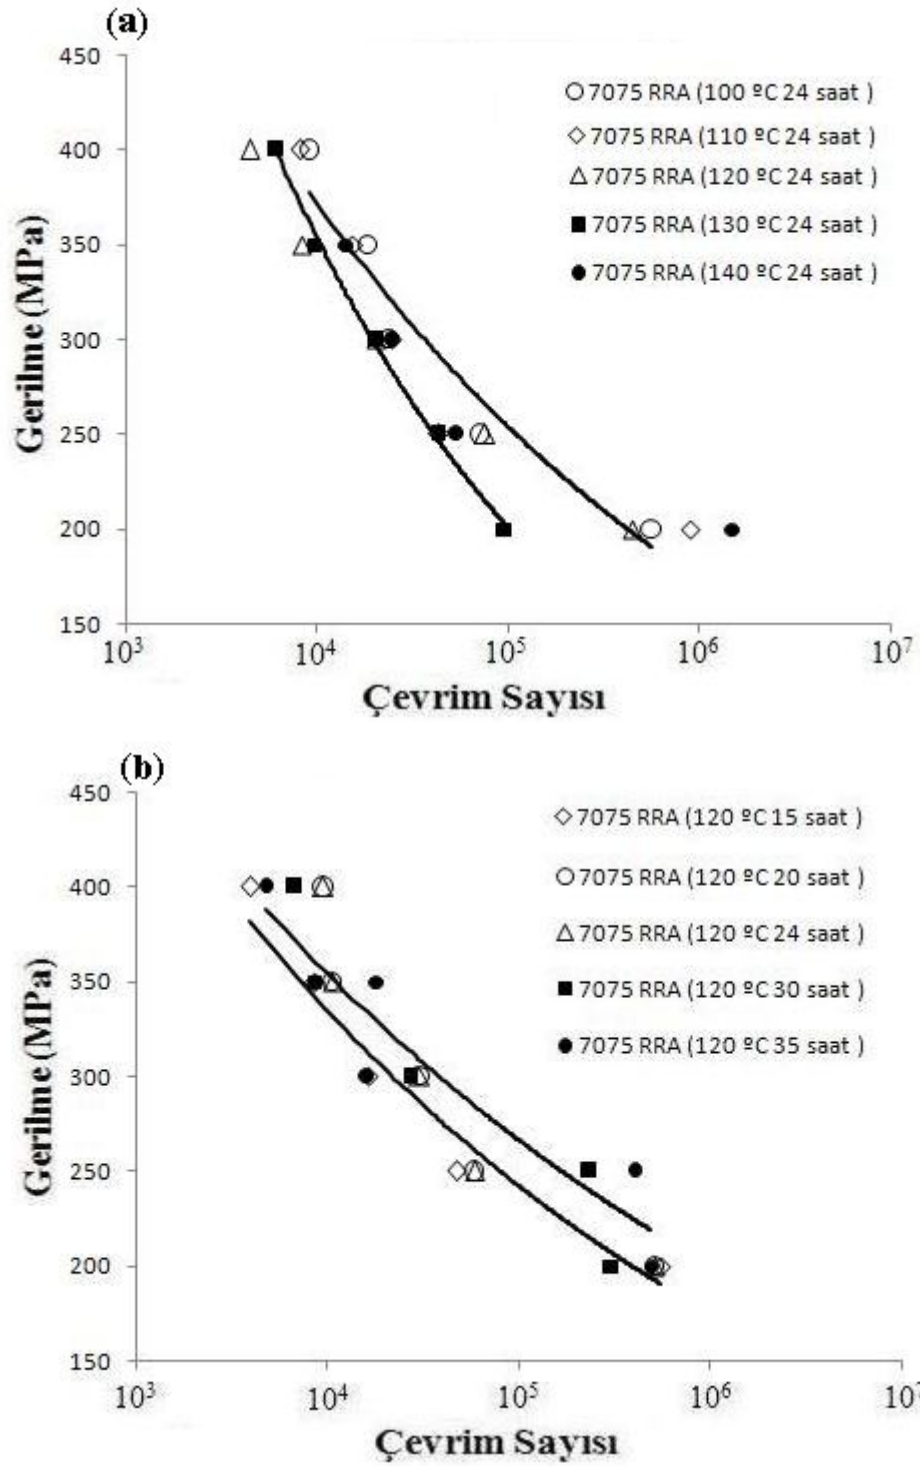 (a)
450
400
350
300
250
200
150
Gerilme (MPa)
○ 7075 RRA (100 ºC 24 saat )
◇ 7075 RRA (110 ºC 24 saat )
△ 7075 RRA (120 ºC 24 saat )
■ 7075 RRA (130 ºC 24 saat )
● 7075 RRA (140 ºC 24 saat )
10³ 10⁴ 10⁵ 10⁶ 10⁷
Çevrim Sayısı
(b)
450
400
350
300
250
200
150
Gerilme (MPa)
◇ 7075 RRA (120 ºC 15 saat )
○ 7075 RRA (120 ºC 20 saat )
△ 7075 RRA (120 ºC 24 saat )
■ 7075 RRA (120 ºC 30 saat )
● 7075 RRA (120 ºC 35 saat )
10³ 10⁴ 10⁵ 10⁶ 10⁷
Çevrim Sayısı